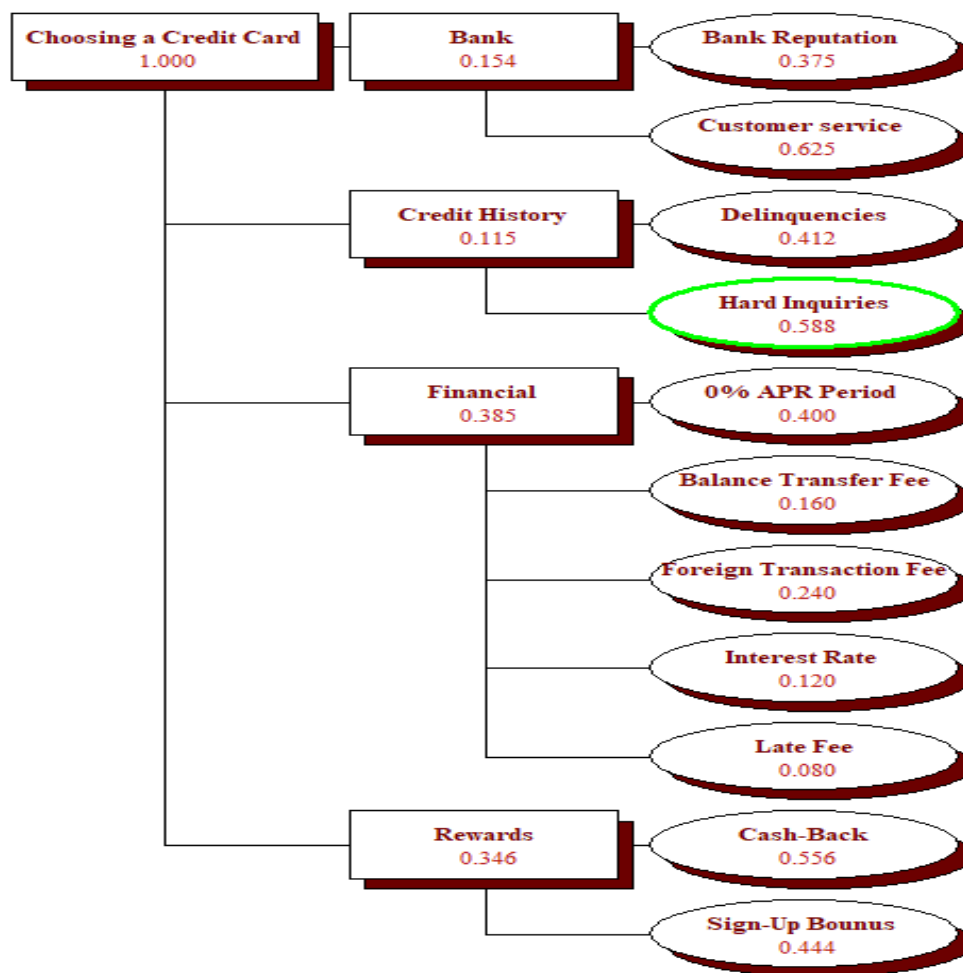 Choosing a Credit Card
1.000
Bank
0.154
Bank Reputation
0.375
Customer service
0.625
Credit History
0.115
Delinquencies
0.412
Hard Inquiries
0.588
Financial
0.385
0% APR Period
0.400
Balance Transfer Fee
0.160
Foreign Transaction Fee
0.240
Interest Rate
0.120
Late Fee
0.080
Rewards
0.346
Cash-Back
0.556
Sign-Up Bounus
0.444